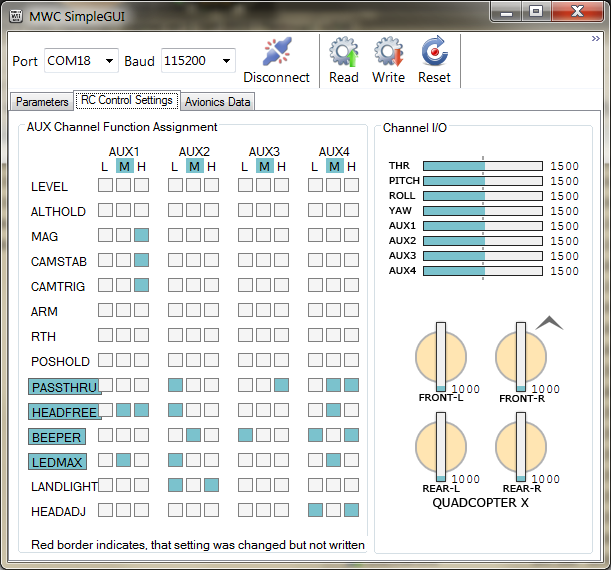 MWC SimpleGUI
Port COM18 Baud 115200 Disconnect Read Write Reset
Parameters RC Control Settings Avionics Data
AUX Channel Function Assignment
AUX1 AUX2 AUX3 AUX4
L M H L M H L M H L M H
LEVEL
ALTHOLD
MAG
CAMSTAB
CAMTRIG
ARM
RTH
POSHOLD
PASSTHRU
HEADFREE
BEEPER
LEDMAX
LANDLIGHT
HEADADJ
Red border indicates, that setting was changed but not written
Channel I/O
THR 1500
PITCH 1500
ROLL 1500
YAW 1500
AUX1 1500
AUX2 1500
AUX3 1500
AUX4 1500
1000 1000
FRONT-L FRONT-R
1000 1000
REAR-L REAR-R
QUADCOPTER X